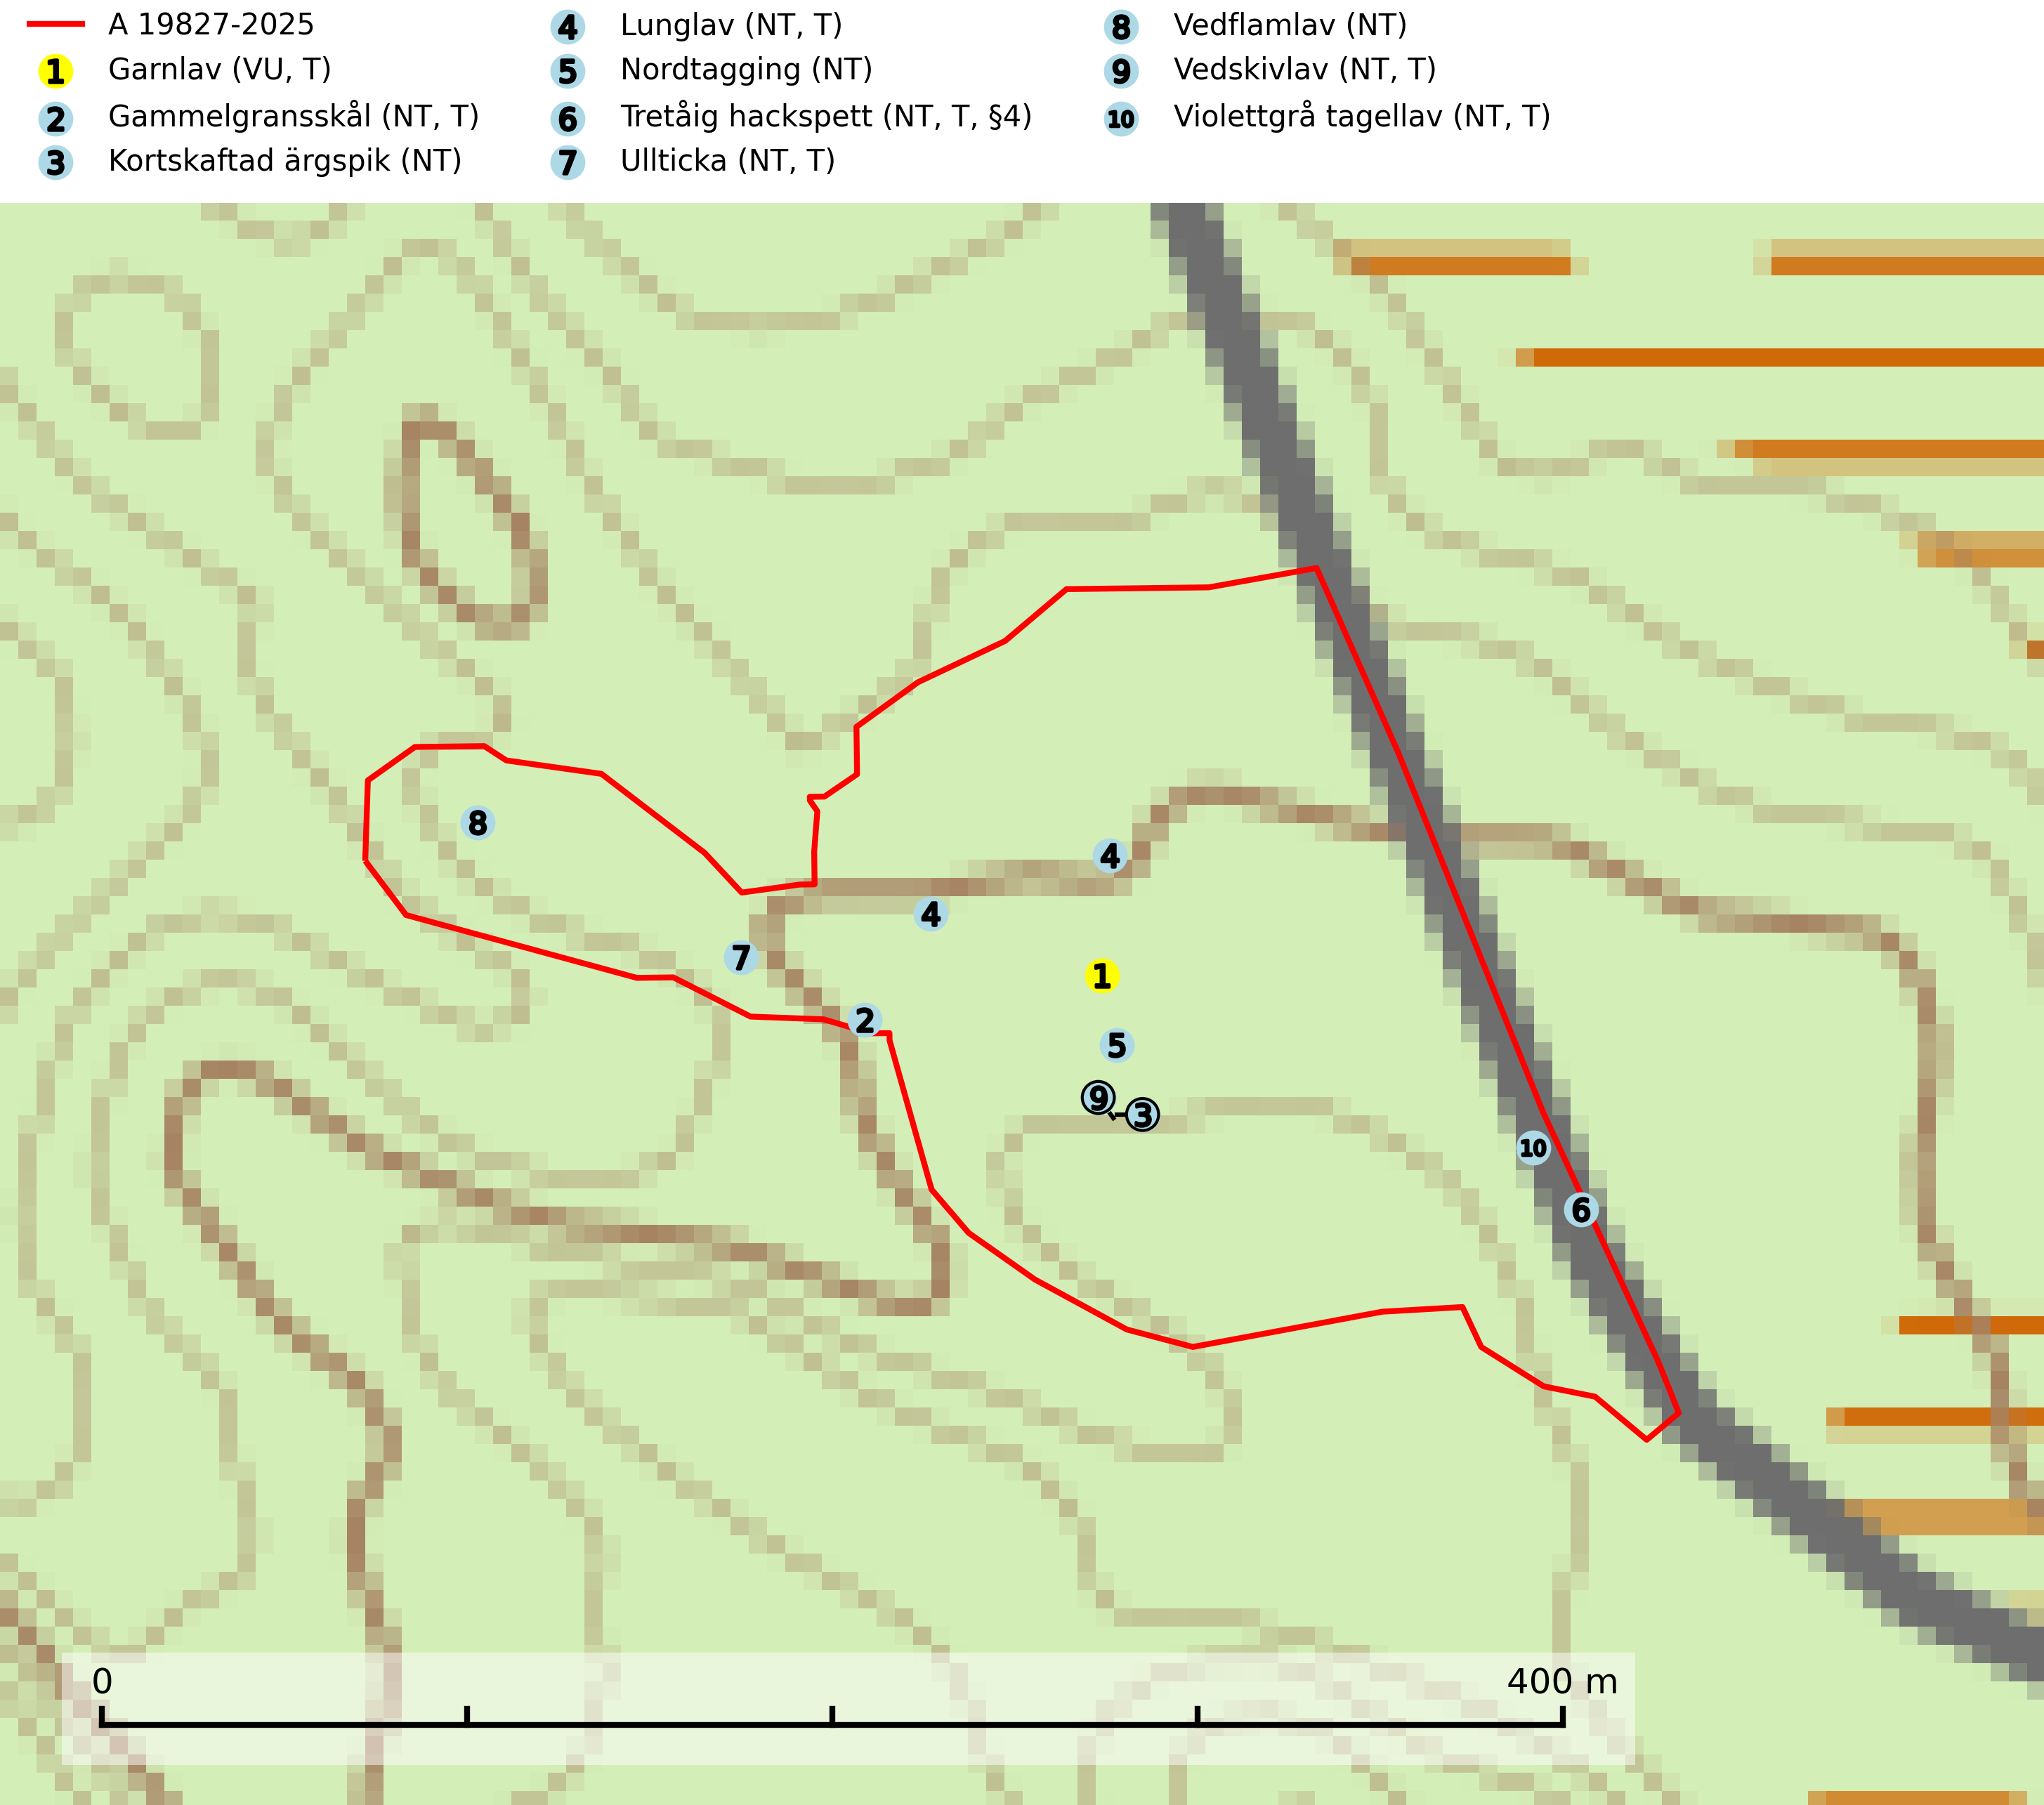 A 19827-2025
1 Garnlav (VU, T)
2 Gammelgransskål (NT, T)
3 Kortskaftad ärgspik (NT)
4 Lunglav (NT, T)
5 Nordtagging (NT)
6 Tretåig hackspett (NT, T, §4)
7 Ullticka (NT, T)
8 Vedflamlav (NT)
9 Vedskivlav (NT, T)
10 Violettgrå tagellav (NT, T)
8
4
4
7
1
2
5
9
3
10
6
0
400 m